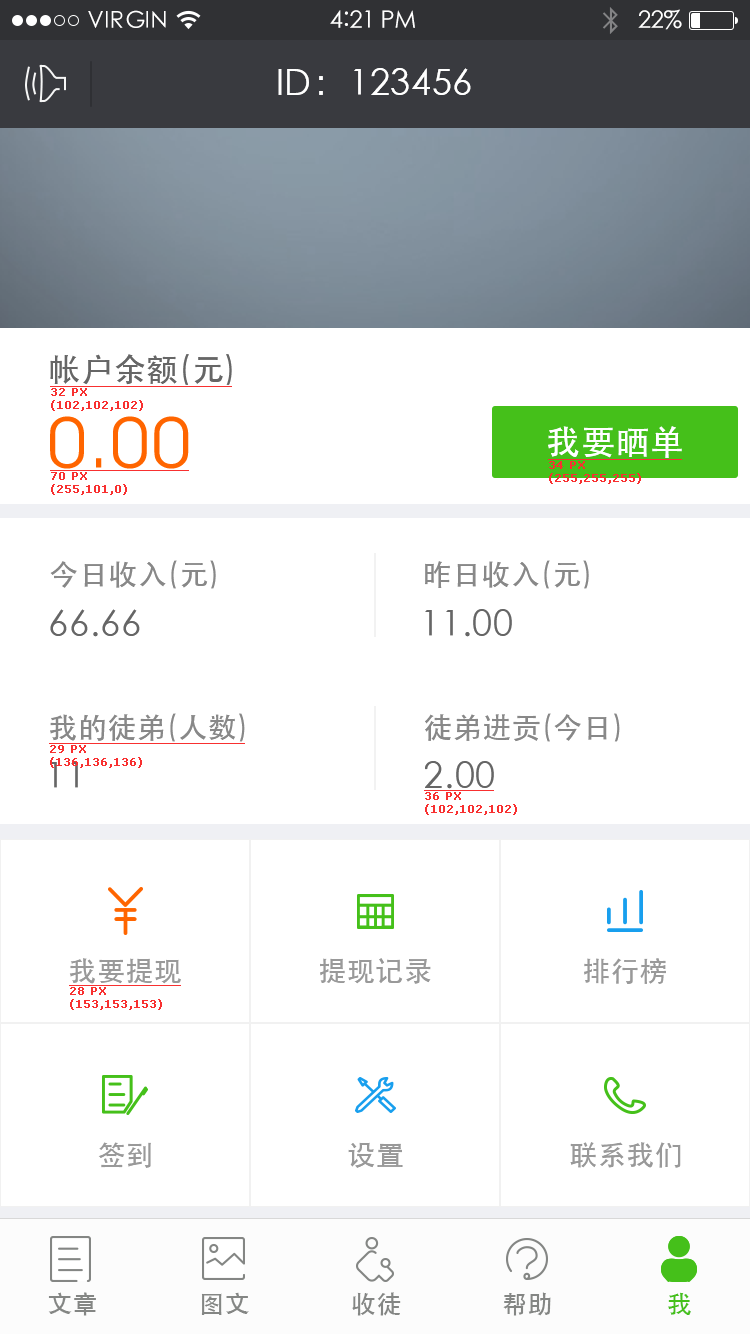 VIRGIN 4:21 PM 22%
ID: 123456
帐户余额(元)
32 PX
(102,102,102)
0.00
70 PX
(255,101,0)
我要晒单
34 PX
(255,255,255)
今日收入(元) 昨日收入(元)
66.66 11.00
我的徒弟(人数) 徒弟进贡(今日)
29 PX
(136,136,136)
11 2.00
36 PX
(102,102,102)
我要提现 提现记录 排行榜
28 PX
(153,153,153)
签到 设置 联系我们
文章 图文 收徒 帮助 我